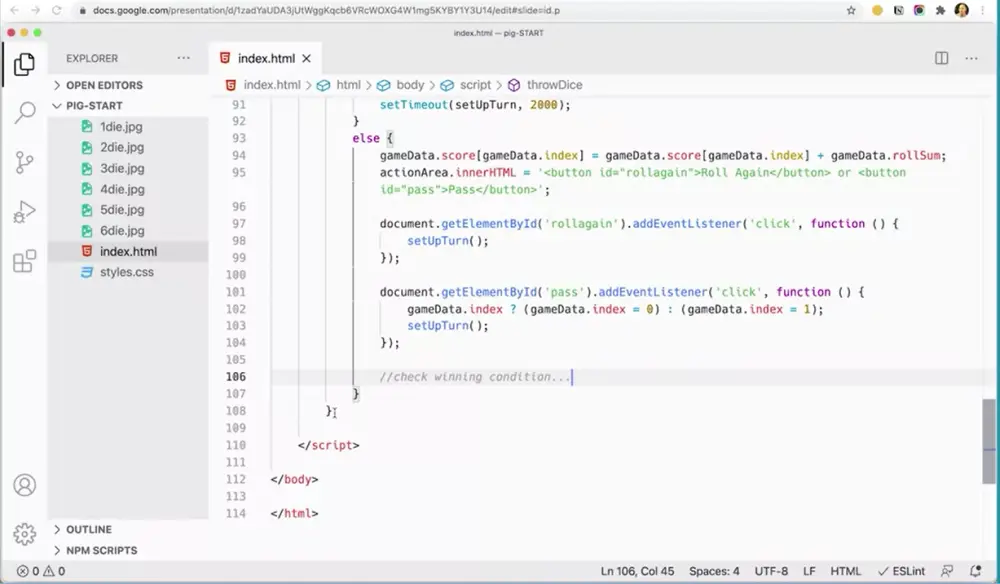 docs.google.com/presentation/d/1zadYaUDA3jUtWggKqcb6VRcWOXG4W1mg5KYBY1Y3U14/edit#slide=id.p
index.html — pig-START
EXPLORER
OPEN EDITORS
PIG-START
1die.jpg
2die.jpg
3die.jpg
4die.jpg
5die.jpg
6die.jpg
index.html
styles.css
OUTLINE
NPM SCRIPTS
index.html
index.html > html > body > script > throwDice
91 setTimeout(setUpTurn, 2000);
92 }
93 else {
94 gameData.score[gameData.index] = gameData.score[gameData.index] + gameData.rollSum;
95 actionArea.innerHTML = '<button id="rollagain">Roll Again</button> or <button
id="pass">Pass</button>';
96
97 document.getElementById('rollagain').addEventListener('click', function () {
98 setUpTurn();
99 });
100
101 document.getElementById('pass').addEventListener('click', function () {
102 gameData.index ? (gameData.index = 0) : (gameData.index = 1);
103 setUpTurn();
104 });
105
106 //check winning condition...
107 }
108 };
109
110 </script>
111
112 </body>
113
114 </html>
0 0
Ln 106, Col 45 Spaces: 4 UTF-8 LF HTML ESLint